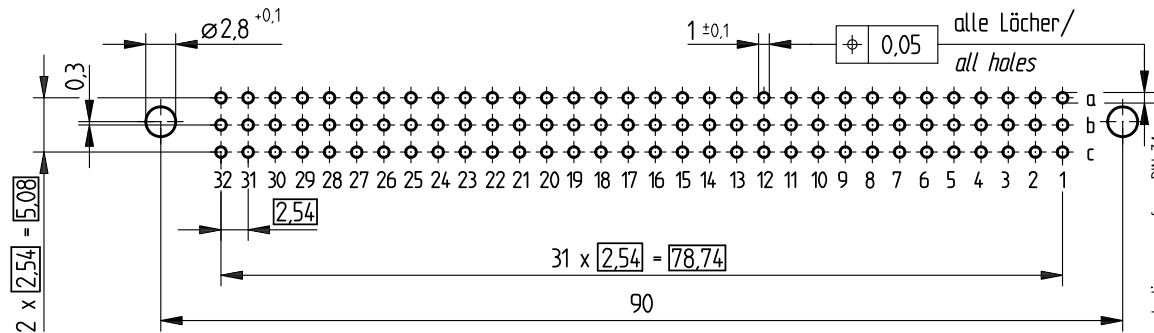 ⌀2,8 +0,1
1 ±0,1
⌖ 0,05
alle Löcher/
all holes
0,3
a
b
c
32 31 30 29 28 27 26 25 24 23 22 21 20 19 18 17 16 15 14 13 12 11 10 9 8 7 6 5 4 3 2 1
2,54
2 x 2,54 = 5,08
31 x 2,54 = 78,74
90